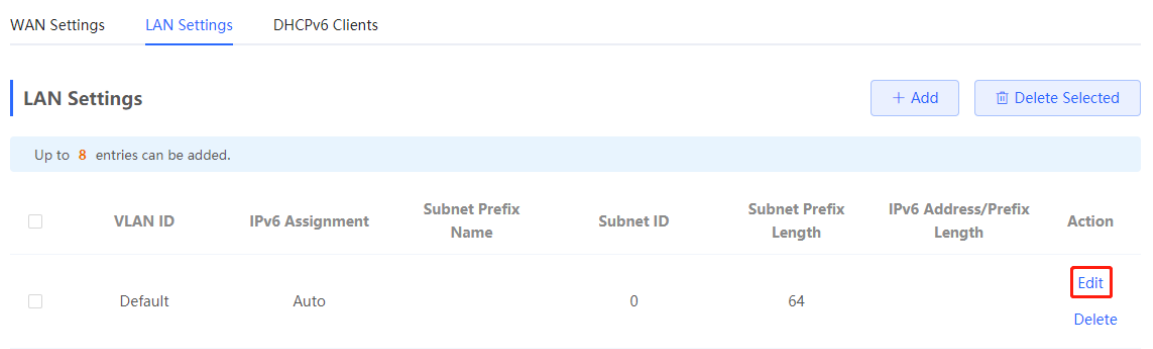 WAN Settings LAN Settings DHCPv6 Clients
LAN Settings + Add Delete Selected
Up to 8 entries can be added.
VLAN ID IPv6 Assignment Subnet Prefix Name Subnet ID Subnet Prefix Length IPv6 Address/Prefix Length Action
Default Auto 0 64 Edit
Delete